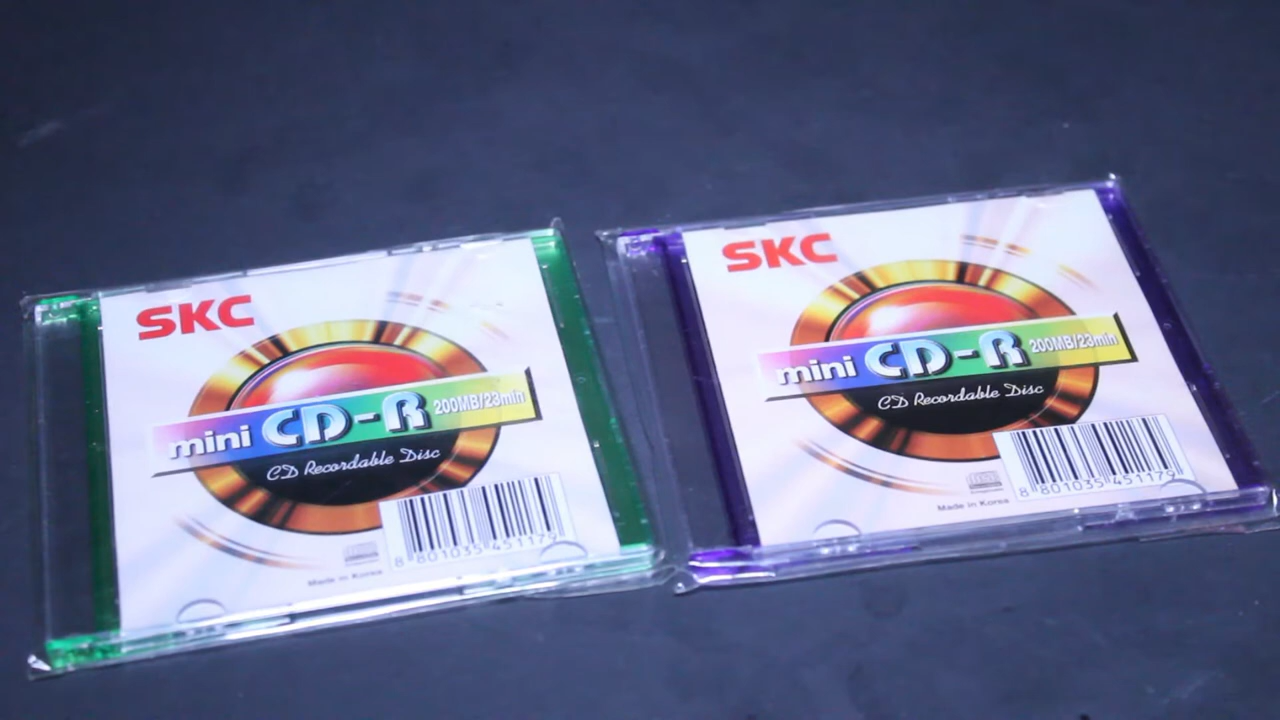 SKC
mini CD-R 200MB/23min
CD Recordable Disc
Made in Korea
8 801035 451179
SKC
mini CD-R 200MB/23min
CD Recordable Disc
Made in Korea
8 801035 451179